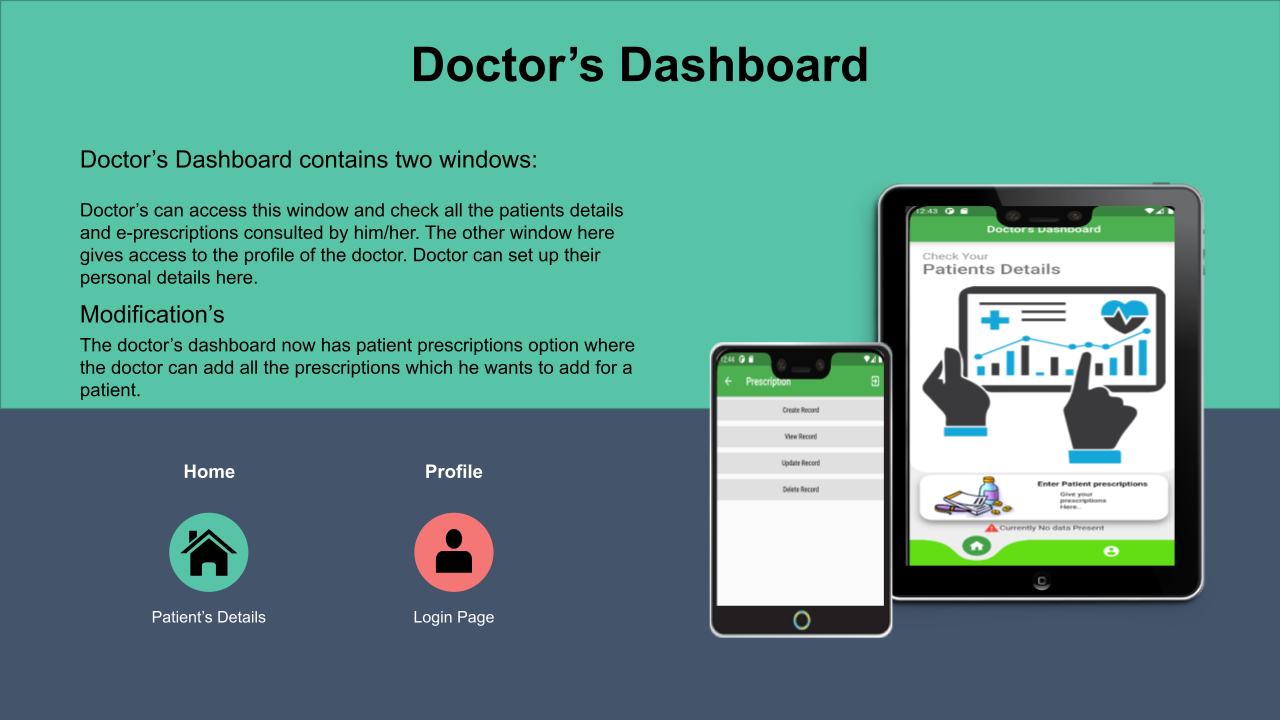 Doctor’s Dashboard
Doctor’s Dashboard contains two windows:
Doctor’s can access this window and check all the patients details
and e-prescriptions consulted by him/her. The other window here
gives access to the profile of the doctor. Doctor can set up their
personal details here.
Modification’s
The doctor’s dashboard now has patient prescriptions option where
the doctor can add all the prescriptions which he wants to add for a
patient.
Home
Profile
Patient’s Details
Login Page
12:44
Prescription
Create Record
View Record
Update Record
Delete Record
12:43
Doctor's Dashboard
Check Your
Patients Details
Enter Patient prescriptions
Give your
prescriptions
Here..
Currently No data Present